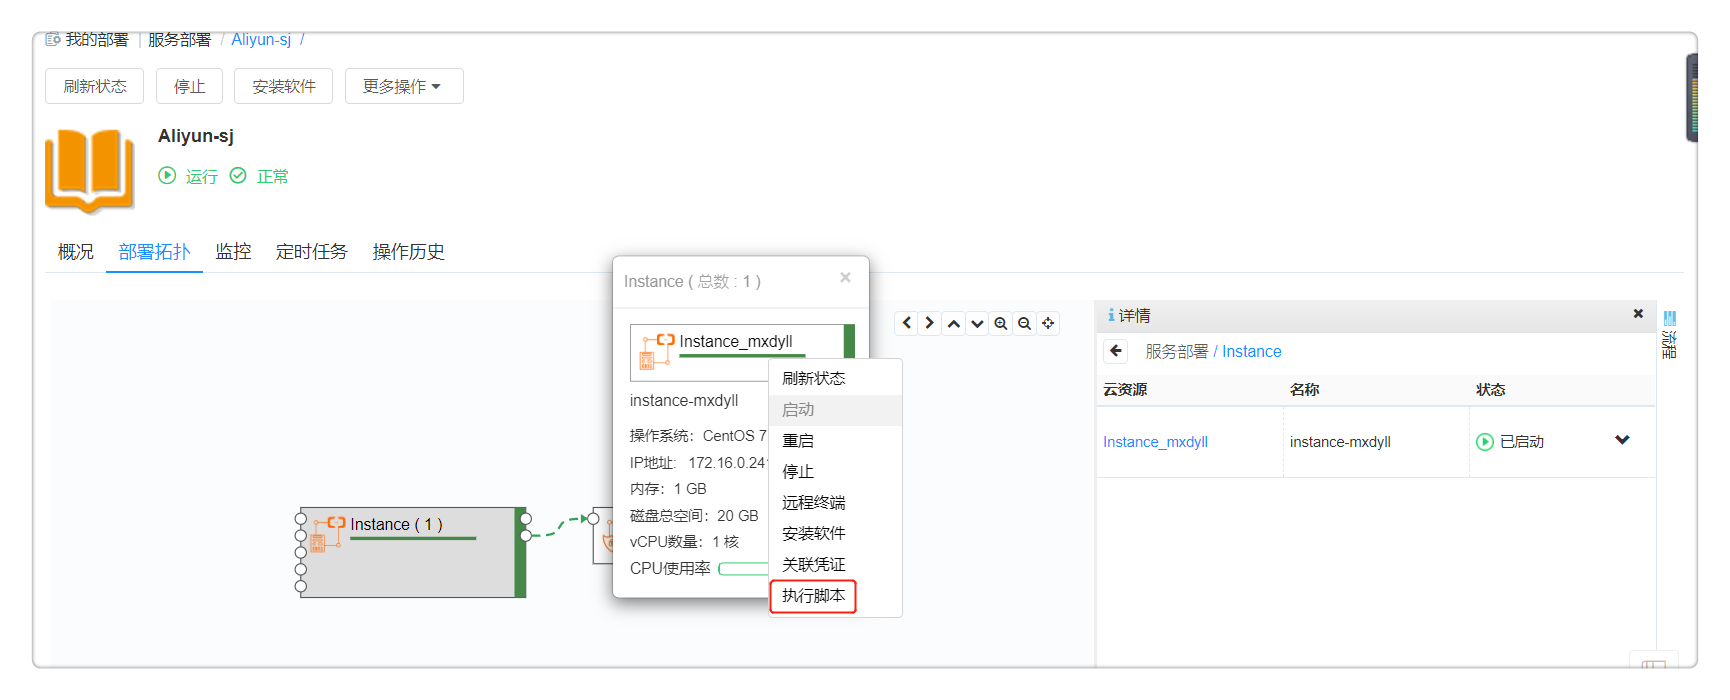 我的部署 | 服务部署 / Aliyun-sj /
刷新状态 停止 安装软件 更多操作
Aliyun-sj
运行 正常
概况 部署拓扑 监控 定时任务 操作历史
Instance ( 1 )
Instance ( 总数 : 1 ) ×
Instance_mxdyll
instance-mxdyll
操作系统: CentOS 7
IP地址: 172.16.0.24
内存: 1 GB
磁盘总空间: 20 GB
vCPU数量: 1 核
CPU使用率
刷新状态
启动
重启
停止
远程终端
安装软件
关联凭证
执行脚本
详情
服务部署 / Instance
云资源 名称 状态
Instance_mxdyll instance-mxdyll 已启动
流程